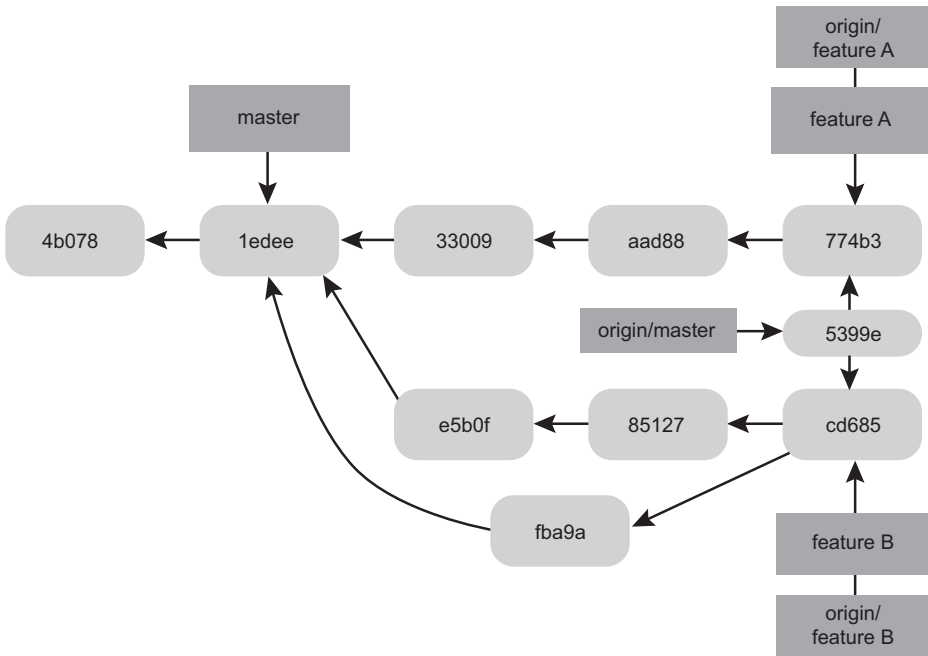 origin/
feature A
master
feature A
4b078
1edee
33009
aad88
774b3
origin/master
5399e
e5b0f
85127
cd685
fba9a
feature B
origin/
feature B